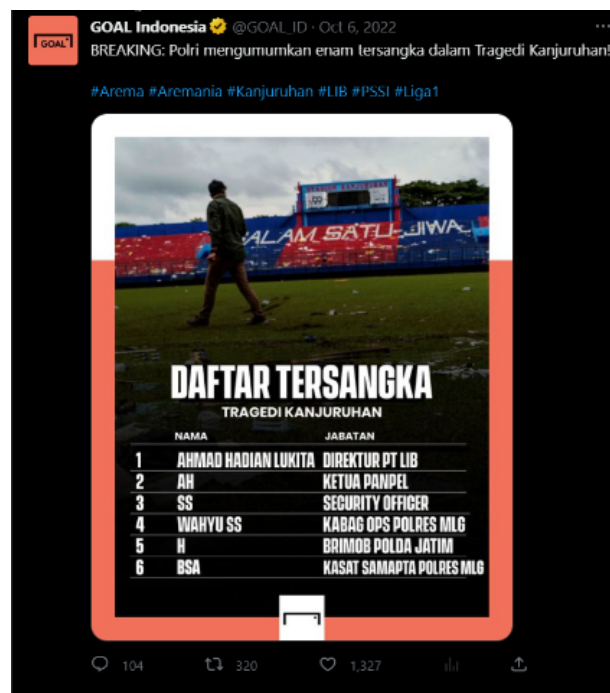 GOAL Indonesia @GOAL_ID · Oct 6, 2022
GOAL
BREAKING: Polri mengumumkan enam tersangka dalam Tragedi Kanjuruhan!
#Arema #Aremania #Kanjuruhan #LIB #PSSI #Liga1
STADION KANJURUHAN
SALAM SATU JIWA
DAFTAR TERSANGKA
TRAGEDI KANJURUHAN
NAMA JABATAN
1 AHMAD HADIAN LUKITA DIREKTUR PT LIB
2 AH KETUA PANPEL
3 SS SECURITY OFFICER
4 WAHYU SS KABAG OPS POLRES MLG
5 H BRIMOB POLDA JATIM
6 BSA KASAT SAMAPTA POLRES MLG
104 320 1,327